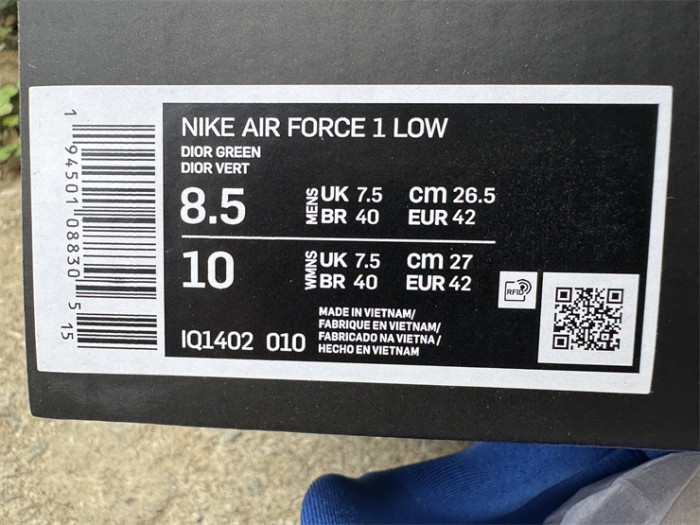 1 94501 08830 5 15
NIKE AIR FORCE 1 LOW
DIOR GREEN
DIOR VERT
8.5 MENS UK 7.5 cm 26.5
BR 40 EUR 42
10 WMNS UK 7.5 cm 27
BR 40 EUR 42
RFID
IQ1402 010
MADE IN VIETNAM/
FABRIQUE EN VIETNAM/
FABRICADO NA VIETNA /
HECHO EN VIETNAM